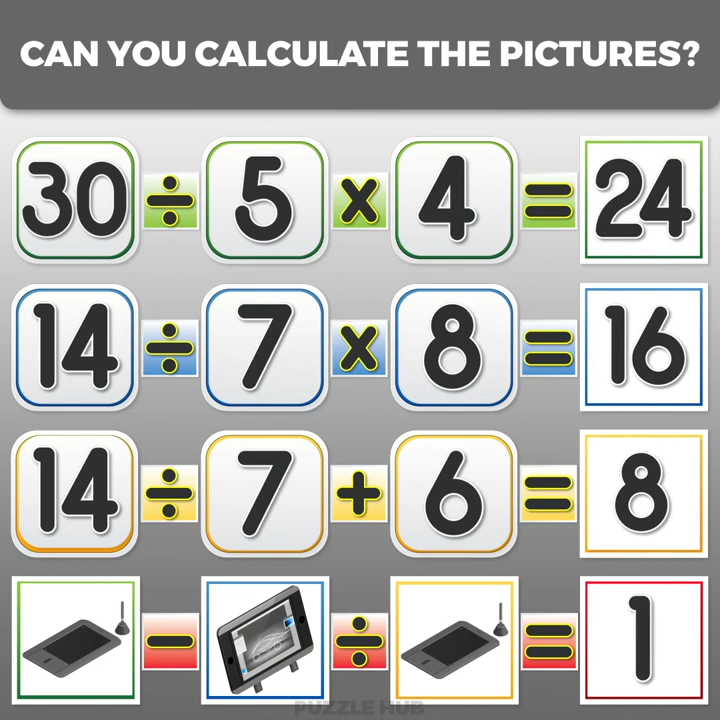 CAN YOU CALCULATE THE PICTURES?
30 ÷ 5 x 4 = 24
14 ÷ 7 x 8 = 16
14 ÷ 7 + 6 = 8
- ÷ = 1
PUZZLE HUB